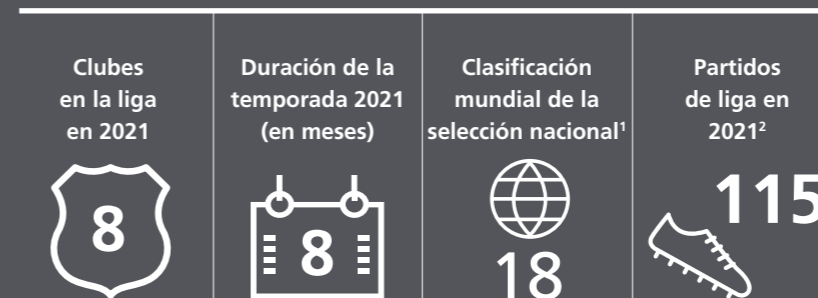 Clubes
en la liga
en 2021
8
Duración de la
temporada 2021
(en meses)
8
Clasificación
mundial de la
selección nacional¹
18
Partidos
de liga en
2021²
115